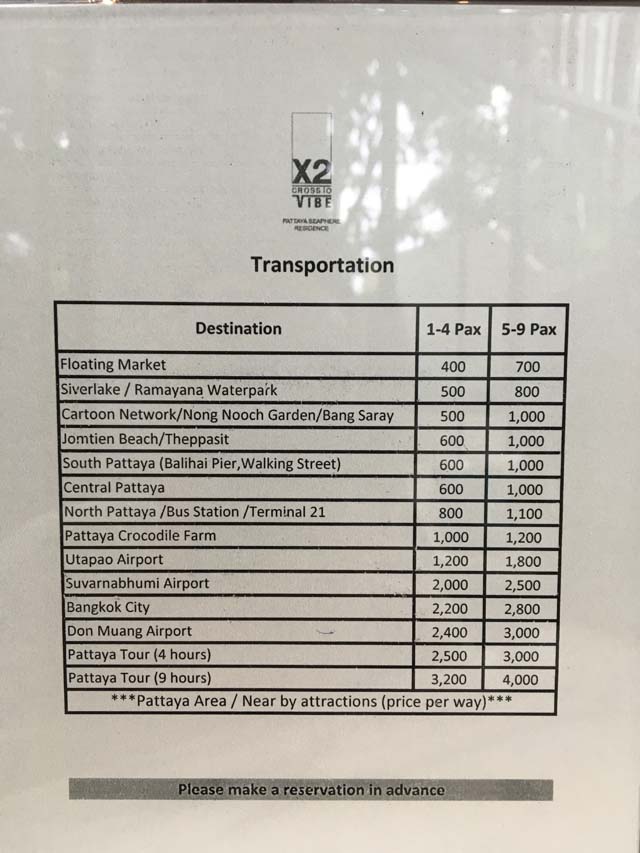 X2
CROSS TO
VIBE
PATTAYA SEAPHERE
RESIDENCE
Transportation
Destination 1-4 Pax 5-9 Pax
Floating Market 400 700
Siverlake / Ramayana Waterpark 500 800
Cartoon Network/Nong Nooch Garden/Bang Saray 500 1,000
Jomtien Beach/Theppasit 600 1,000
South Pattaya (Balihai Pier,Walking Street) 600 1,000
Central Pattaya 600 1,000
North Pattaya /Bus Station /Terminal 21 800 1,100
Pattaya Crocodile Farm 1,000 1,200
Utapao Airport 1,200 1,800
Suvarnabhumi Airport 2,000 2,500
Bangkok City 2,200 2,800
Don Muang Airport 2,400 3,000
Pattaya Tour (4 hours) 2,500 3,000
Pattaya Tour (9 hours) 3,200 4,000
***Pattaya Area / Near by attractions (price per way)***
Please make a reservation in advance